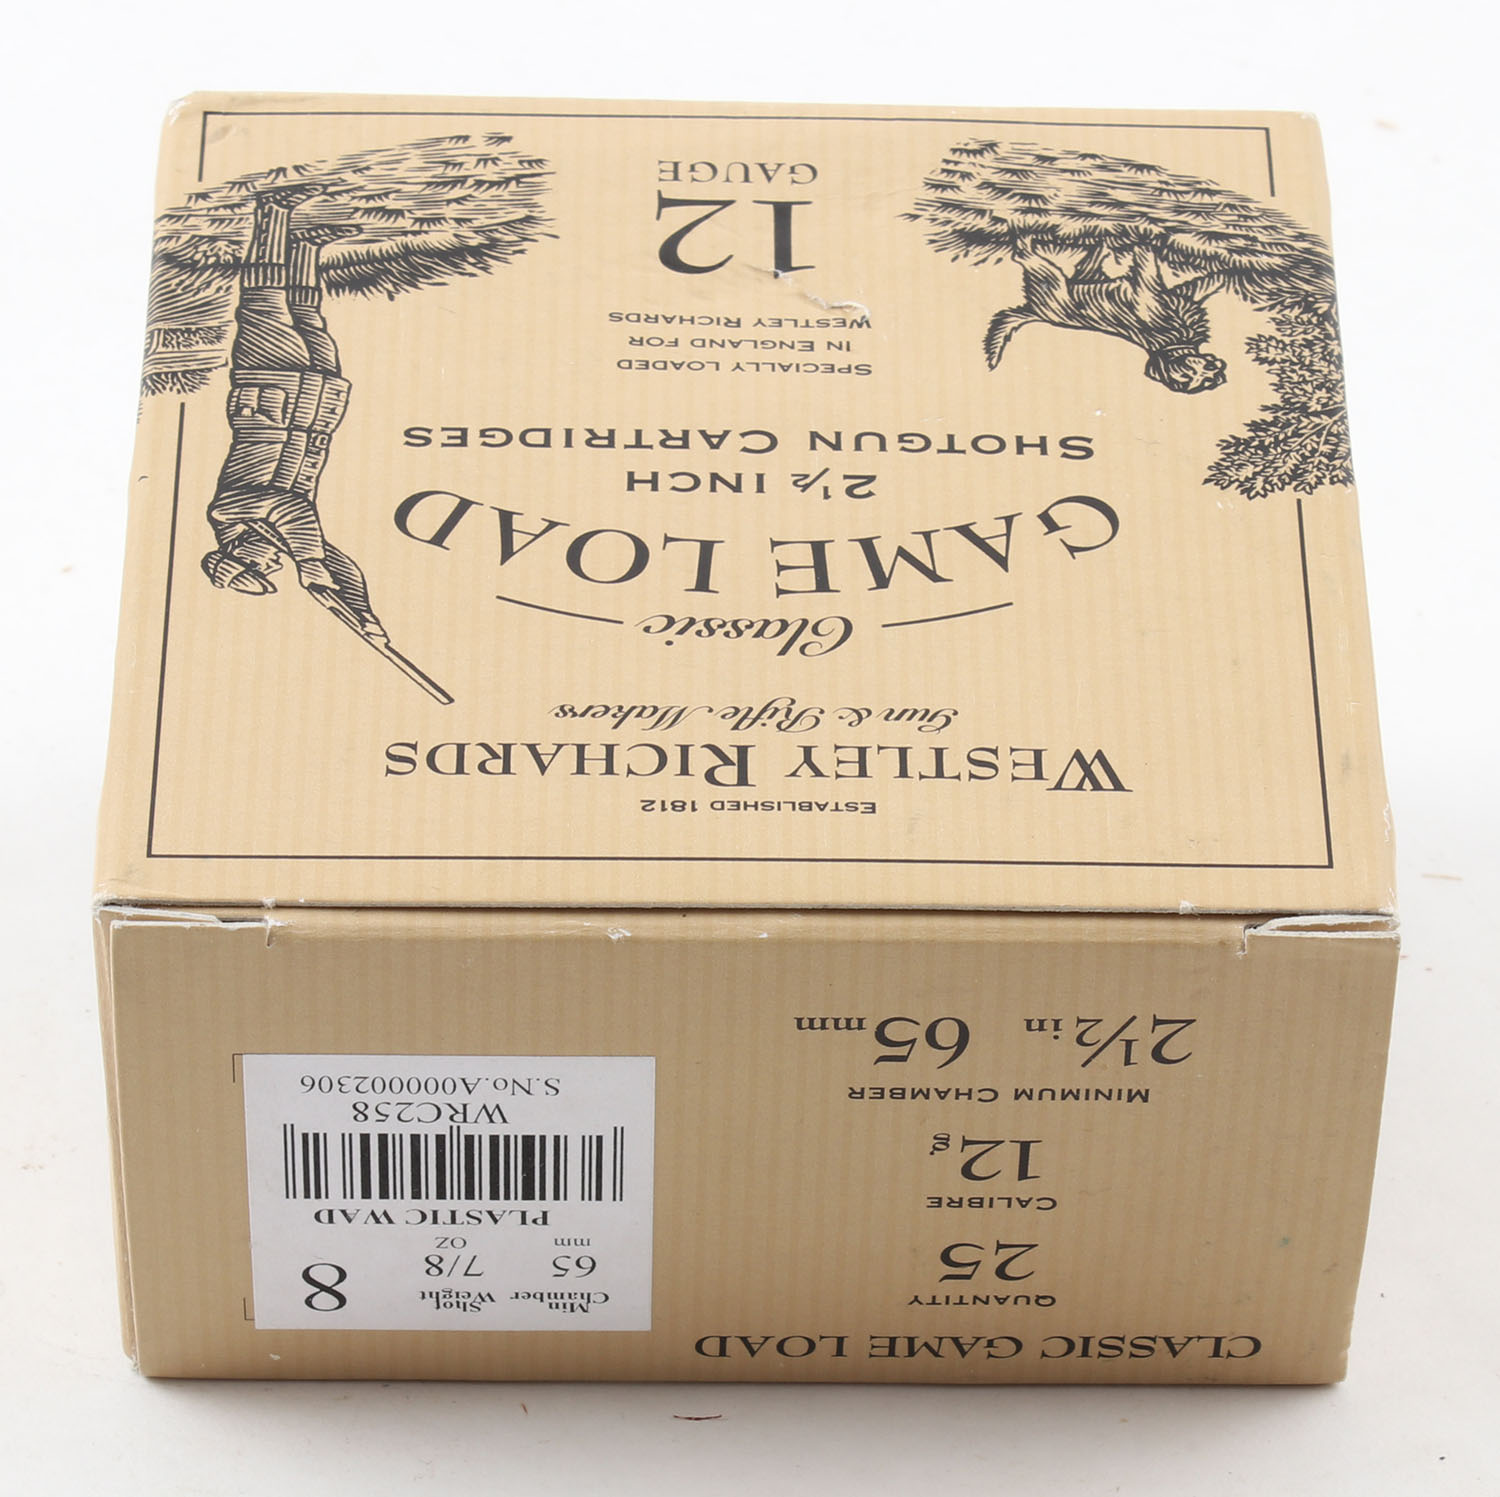 ESTABLISHED 1812
WESTLEY RICHARDS
Gun & Rifle Makers
Classic
GAME LOAD
2½ INCH
SHOTGUN CARTRIDGES
SPECIALLY LOADED
IN ENGLAND FOR
WESTLEY RICHARDS
12
GAUGE
CLASSIC GAME LOAD
QUANTITY
25
CALIBRE
12g
MINIMUM CHAMBER
2½ in 65mm
Min Chamber
65
mm
Shot Weight
7/8
OZ
8
PLASTIC WAD
WRC258
S.No.A000002306